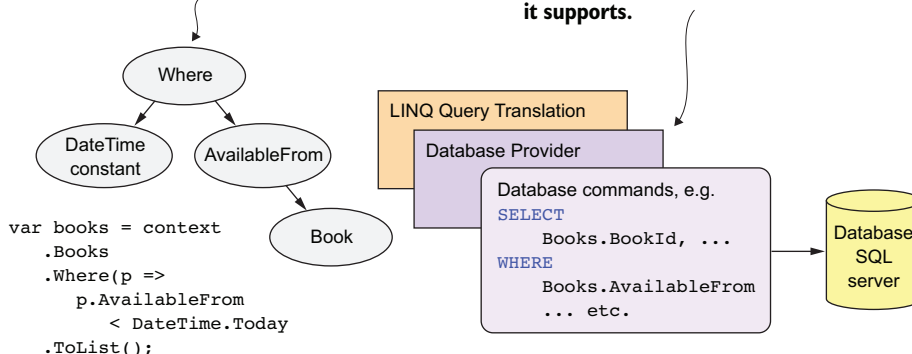 it supports.
Where
DateTime
constant
AvailableFrom
Book
var books = context
.Books
.Where(p =>
p.AvailableFrom
< DateTime.Today
.ToList();
LINQ Query Translation
Database Provider
Database commands, e.g.
SELECT
Books.BookId, ...
WHERE
Books.AvailableFrom
... etc.
Database
SQL
server